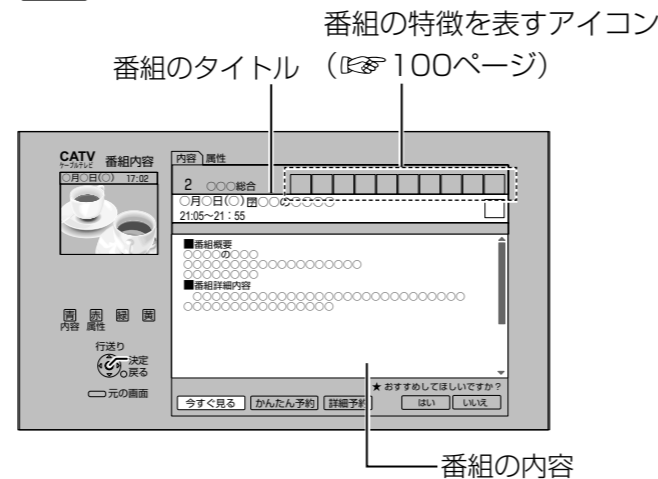 番組の特徴を表すアイコン
番組のタイトル (☞100ページ)
CATV
ケーブルテレビ 番組内容
○月○日(○) 17:02
内容 属性
2 ○○○総合
○月○日(○) 字○○の○○○○
21:05～21：55
■番組概要
○○○○の○○○
○○○○○○○○○○○○○○○○○○○○○○
○○○○○○○○
■番組詳細内容
○○○○○○○○○○○○○○○○○○○○○○○○○○○○○○
○○○○○○○○○○○○○○○○
青 赤 緑 黄
内容 属性
行送り
決定
戻る
元の画面
★ おすすめしてほしいですか？
今すぐ見る かんたん予約 詳細予約 はい いいえ
番組の内容